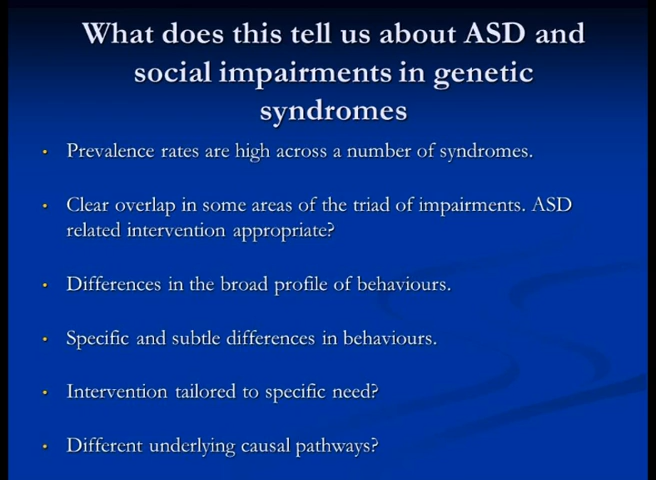 What does this tell us about ASD and
social impairments in genetic
syndromes
• Prevalence rates are high across a number of syndromes.
• Clear overlap in some areas of the triad of impairments. ASD
related intervention appropriate?
• Differences in the broad profile of behaviours.
• Specific and subtle differences in behaviours.
• Intervention tailored to specific need?
• Different underlying causal pathways?